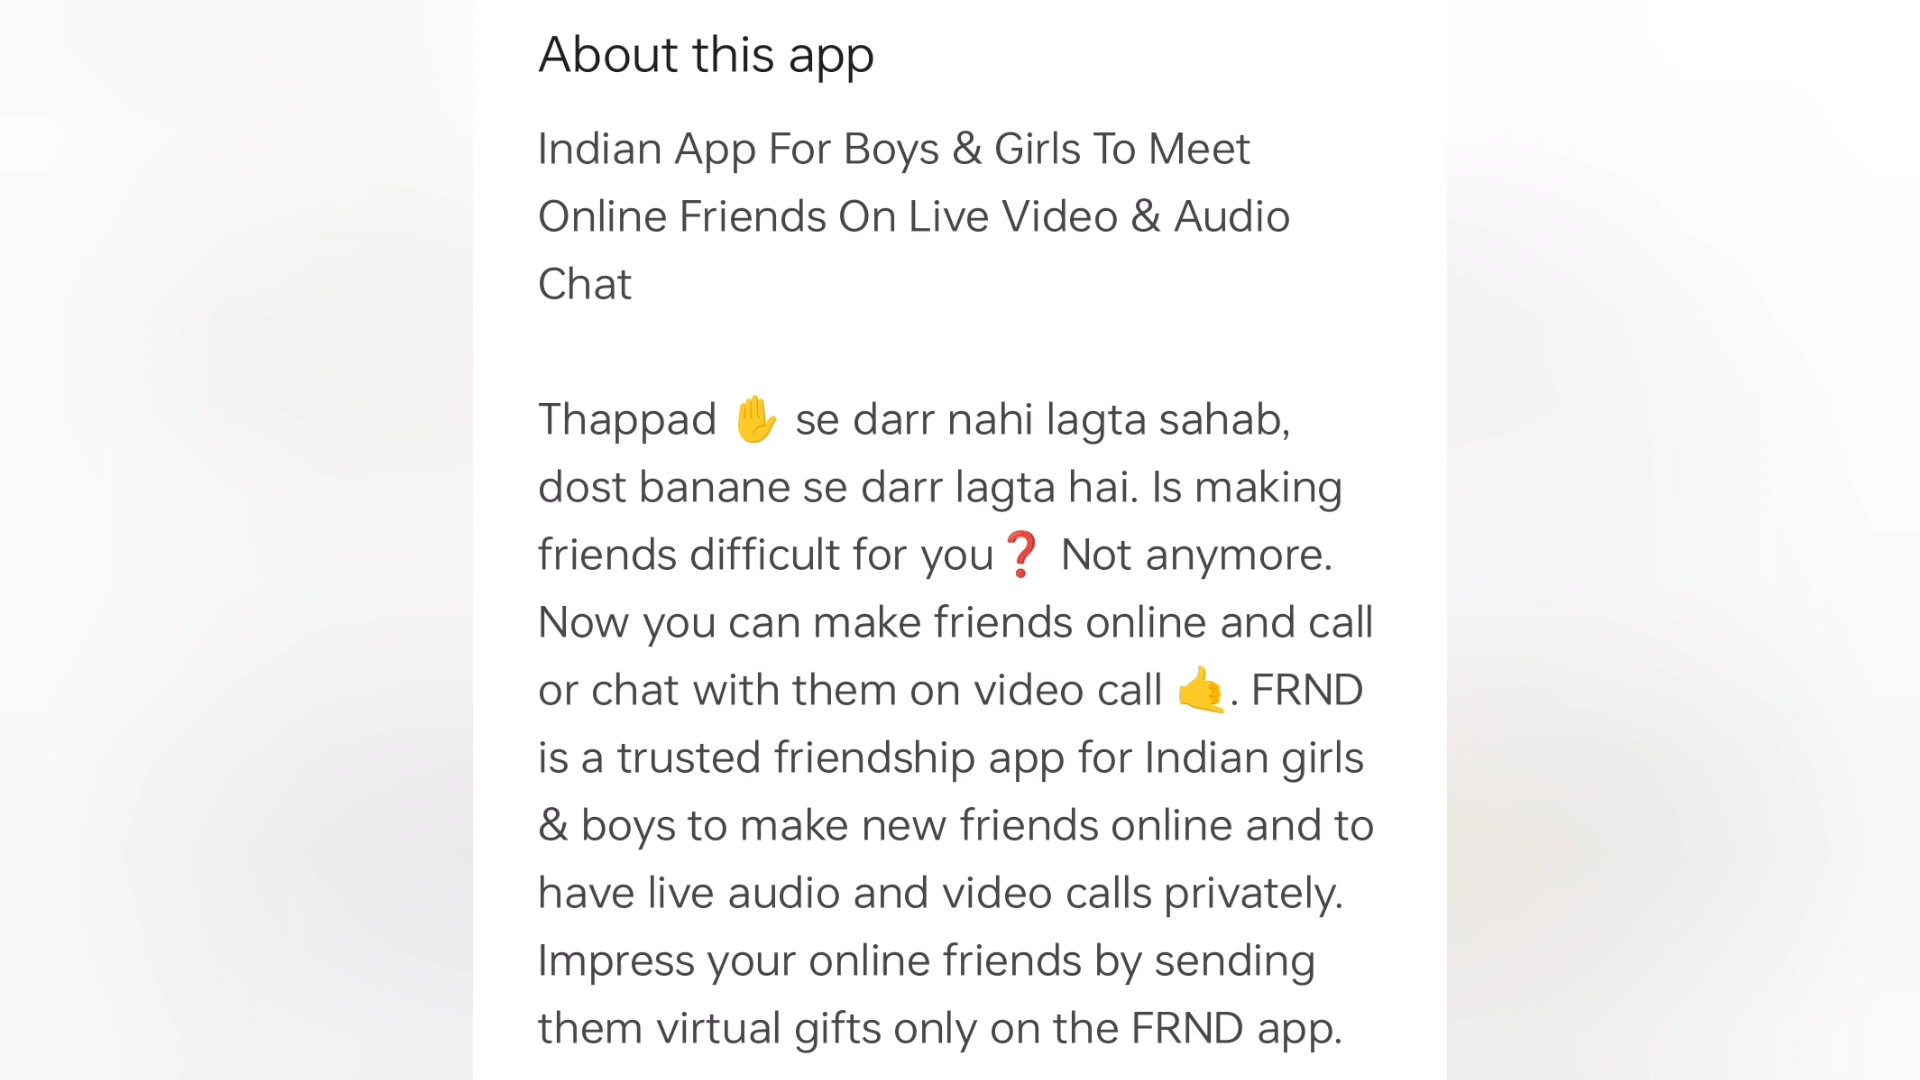 About this app
Indian App For Boys & Girls To Meet
Online Friends On Live Video & Audio
Chat
Thappad ✋ se darr nahi lagta sahab,
dost banane se darr lagta hai. Is making
friends difficult for you❓ Not anymore.
Now you can make friends online and call
or chat with them on video call 🤙. FRND
is a trusted friendship app for Indian girls
& boys to make new friends online and to
have live audio and video calls privately.
Impress your online friends by sending
them virtual gifts only on the FRND app.